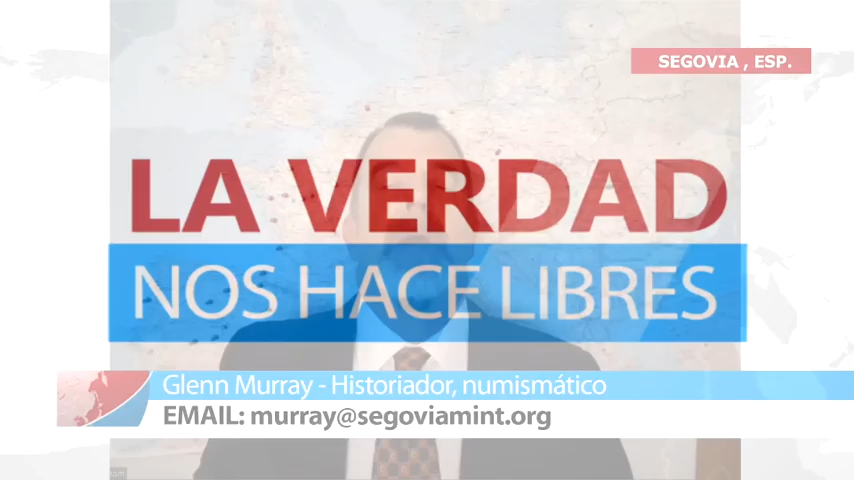 SEGOVIA , ESP.
LA VERDAD
NOS HACE LIBRES
Glenn Murray - Historiador, numismático
EMAIL: murray@segoviamint.org